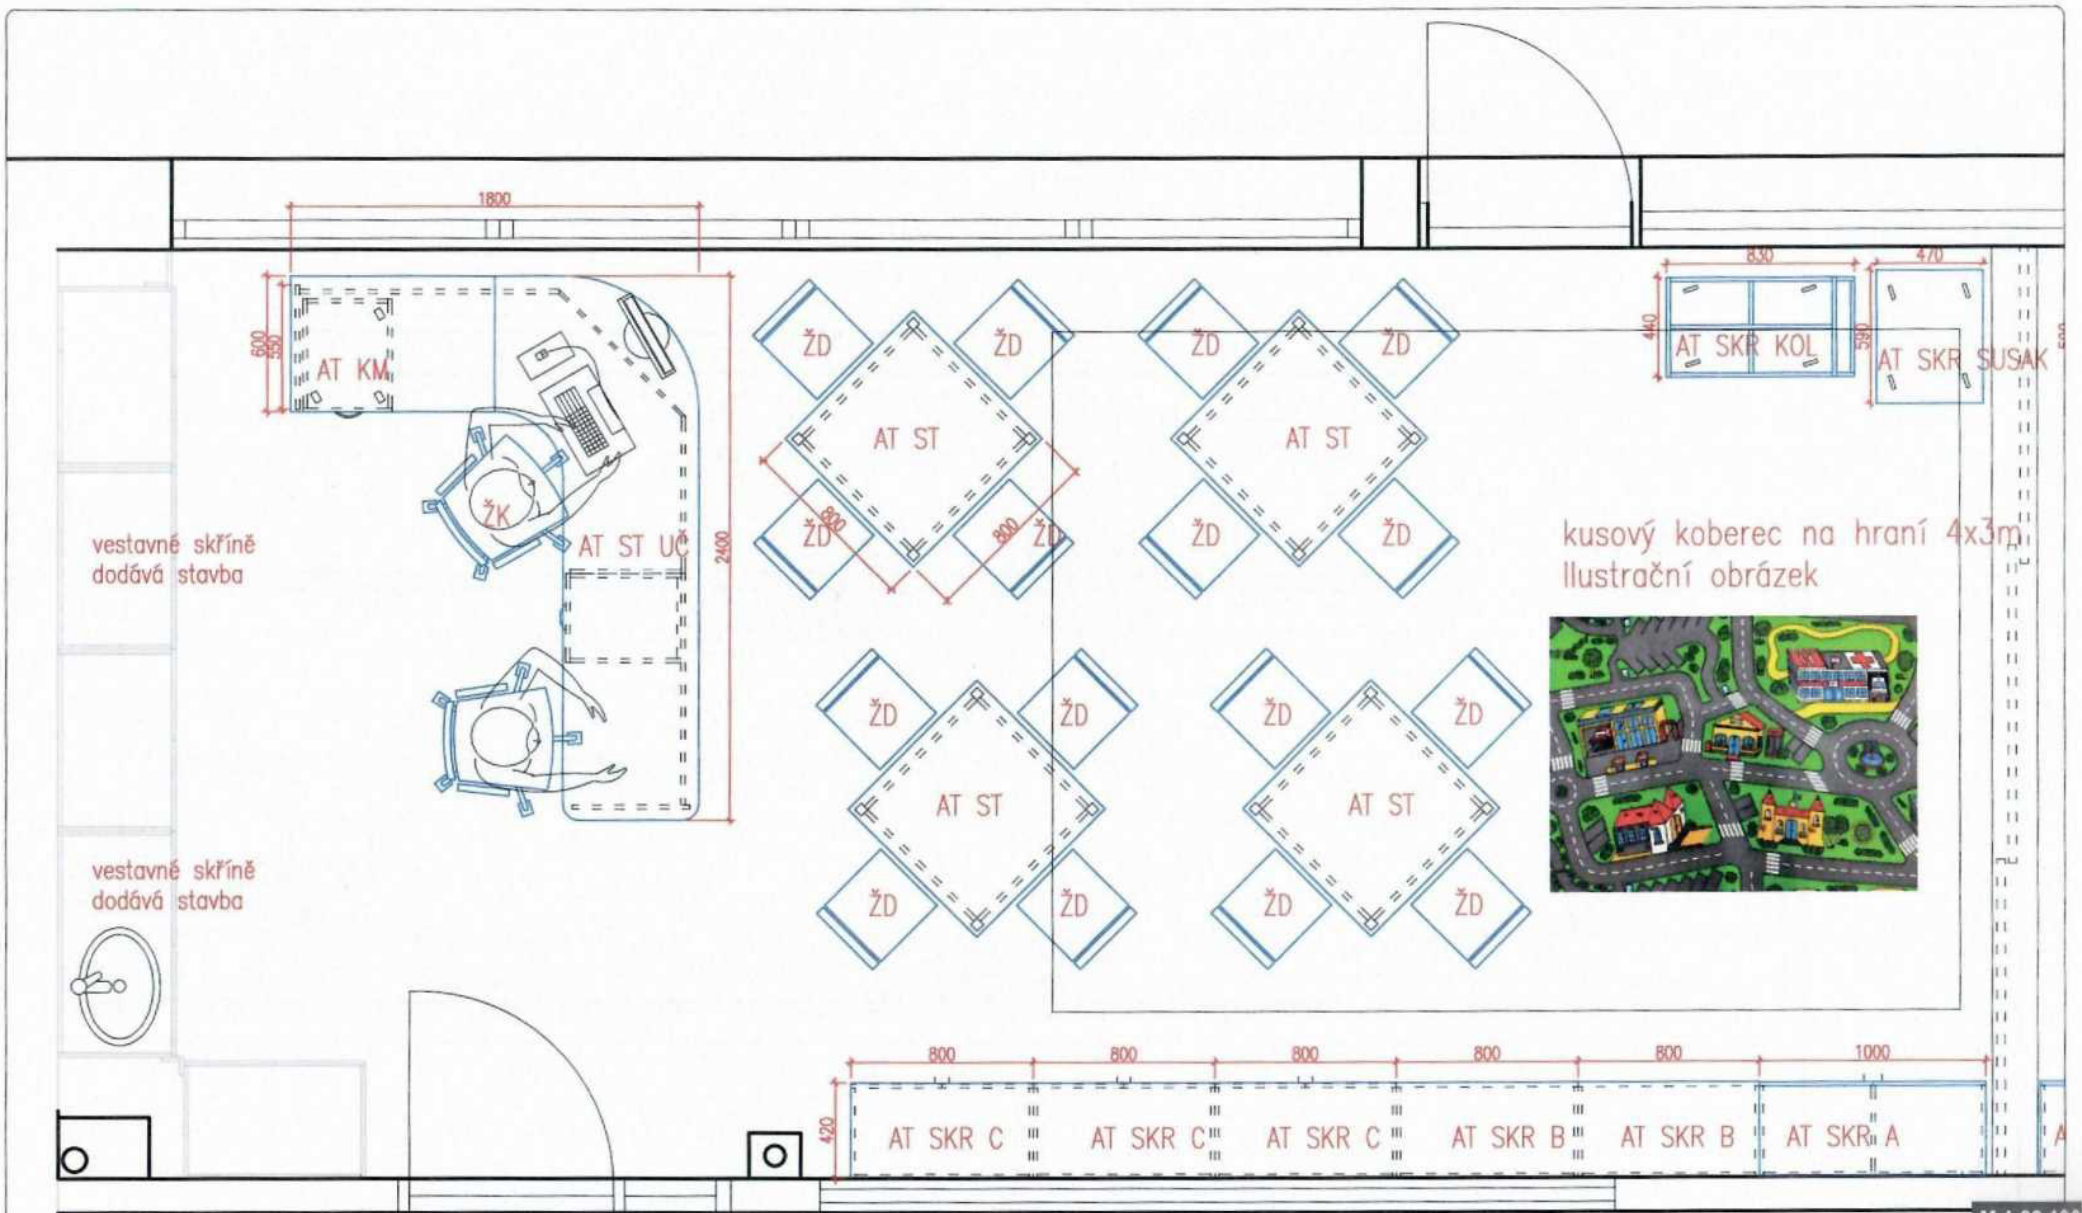 1800
830
470
600
550
AT KM
ŽK
AT ST UČ
2400
ŽD
ŽD
AT ST
ŽD
ŽD
800
800
ŽD
ŽD
AT ST
ŽD
ŽD
440
AT SKR KOL
590
AT SKR SUSAK
vestavné skříně
dodává stavba
kusový koberec na hraní 4x3m
Ilustrační obrázek
ŽD
ŽD
AT ST
ŽD
ŽD
ŽD
ŽD
AT ST
ŽD
ŽD
vestavné skříně
dodává stavba
800
800
800
800
800
1000
420
AT SKR C
AT SKR C
AT SKR C
AT SKR B
AT SKR B
AT SKR A
A